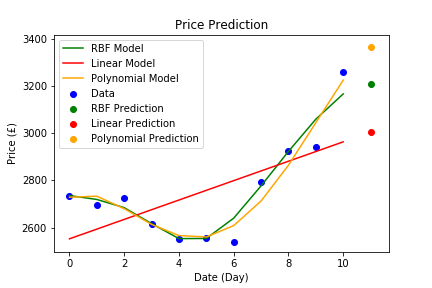 Price Prediction
3400
3200
3000
2800
2600
Price (£)
RBF Model
Linear Model
Polynomial Model
Data
RBF Prediction
Linear Prediction
Polynomial Prediction
0 2 4 6 8 10
Date (Day)